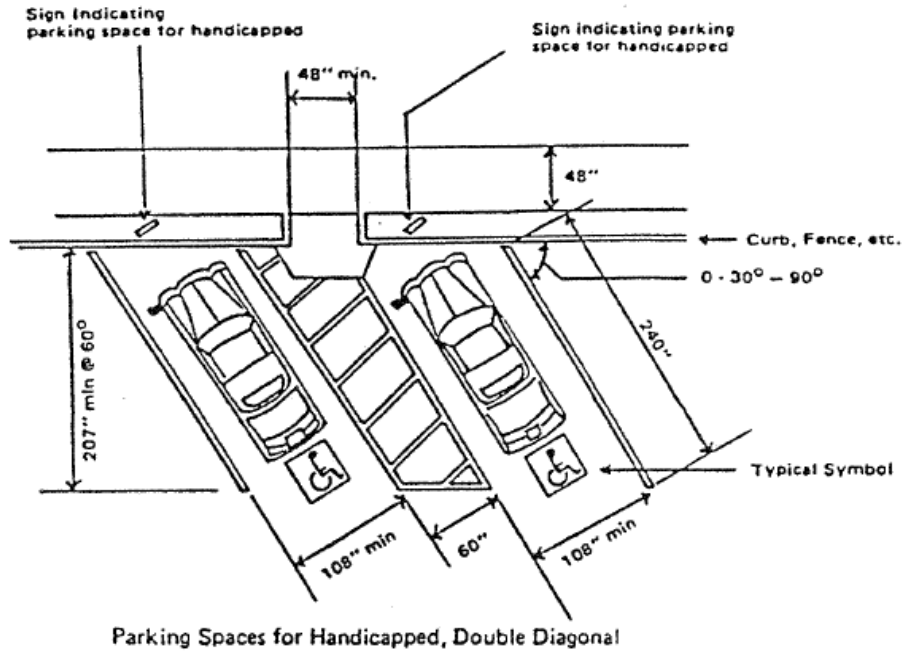 Sign Indicating
parking space for handicapped
Sign indicating parking
space for handicapped
48" min.
48"
Curb, Fence, etc.
0 - 30° - 90°
207" min @ 60°
240"
Typical Symbol
108" min
60"
108" min
Parking Spaces for Handicapped, Double Diagonal